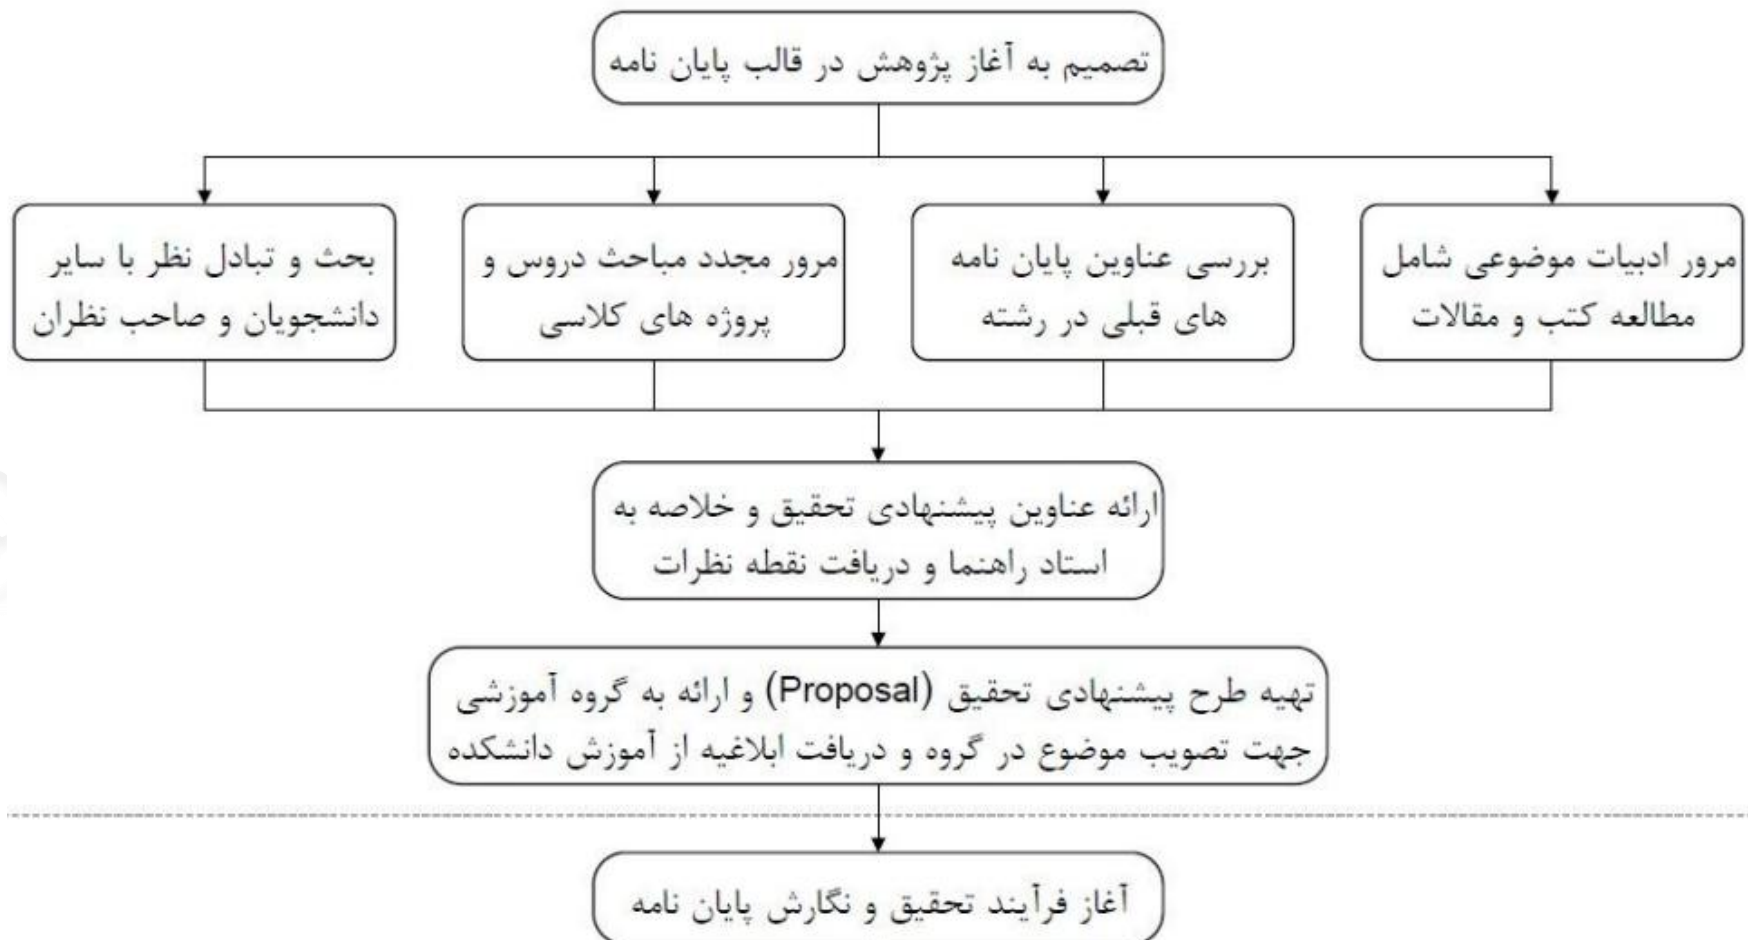 تصمیم به آغاز پژوهش در قالب پایان نامه
مرور ادبیات موضوعی شامل
مطالعه کتب و مقالات
بررسی عناوین پایان نامه
های قبلی در رشته
مرور مجدد مباحث دروس و
پروژه های کلاسی
بحث و تبادل نظر با سایر
دانشجویان و صاحب نظران
ارائه عناوین پیشنهادی تحقیق و خلاصه به
استاد راهنما و دریافت نقطه نظرات
تهیه طرح پیشنهادی تحقیق (Proposal) و ارائه به گروه آموزشی
جهت تصویب موضوع در گروه و دریافت ابلاغیه از آموزش دانشکده
آغاز فرآیند تحقیق و نگارش پایان نامه